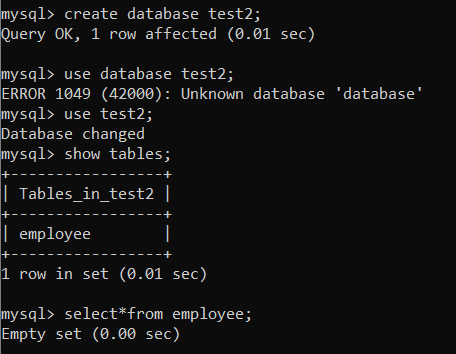 mysql> create database test2;
Query OK, 1 row affected (0.01 sec)
mysql> use database test2;
ERROR 1049 (42000): Unknown database 'database'
mysql> use test2;
Database changed
mysql> show tables;
+-----------------+
| Tables_in_test2 |
+-----------------+
| employee        |
+-----------------+
1 row in set (0.01 sec)
mysql> select*from employee;
Empty set (0.00 sec)